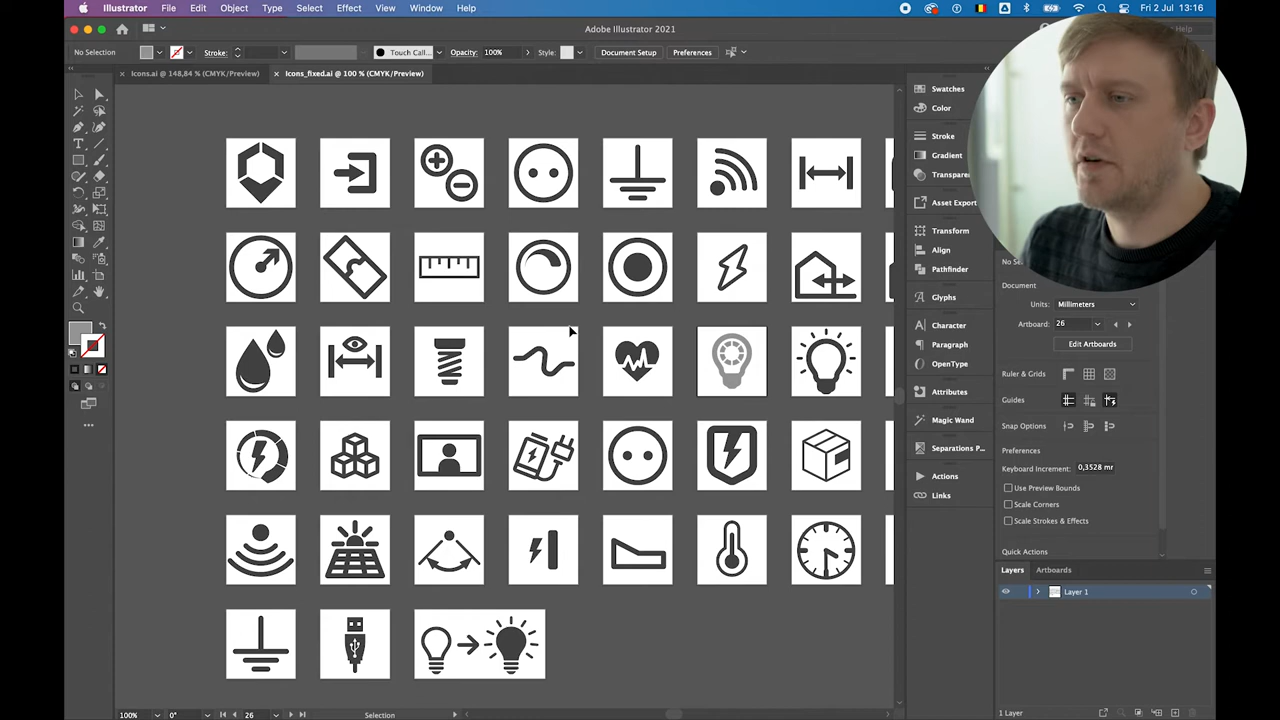 Illustrator File Edit Object Type Select Effect View Window Help
Fri 2 Jul 13:16
Adobe Illustrator 2021
Help
No Selection
Stroke:
Touch Call...
Opacity: 100%
Style:
Document Setup
Preferences
Icons.ai @ 148,84 % (CMYK/Preview)
Icons_fixed.ai @ 100 % (CMYK/Preview)
Swatches
Color
Stroke
Gradient
Transpare
Asset Export
Transform
Align
Pathfinder
Glyphs
Character
Paragraph
OpenType
Attributes
Magic Wand
Separations P...
Actions
Links
No Se
Document
Units: Millimeters
Artboard: 26
Edit Artboards
Ruler & Grids
Guides
Snap Options
Preferences
Keyboard Increment: 0,3528 mr
Use Preview Bounds
Scale Corners
Scale Strokes & Effects
Quick Actions
Layers Artboards
Layer 1
1 Layer
100% 0° 26 Selection